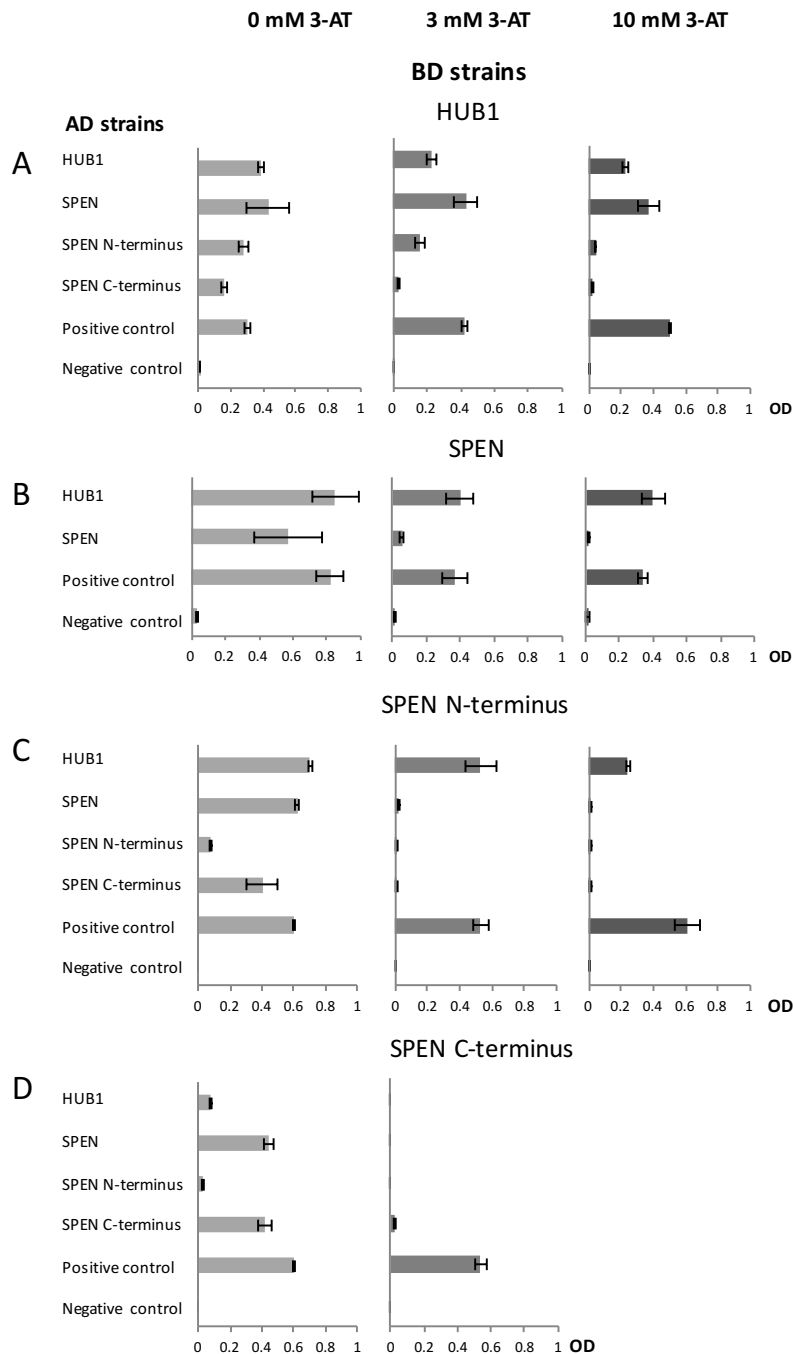 0 mM 3-AT 3 mM 3-AT 10 mM 3-AT
BD strains
HUB1
AD strains
A
HUB1
SPEN
SPEN N-terminus
SPEN C-terminus
Positive control
Negative control
0 0.2 0.4 0.6 0.8 1 0 0.2 0.4 0.6 0.8 1 0 0.2 0.4 0.6 0.8 1 OD
SPEN
B
HUB1
SPEN
Positive control
Negative control
0 0.2 0.4 0.6 0.8 1 0 0.2 0.4 0.6 0.8 1 0 0.2 0.4 0.6 0.8 1 OD
SPEN N-terminus
C
HUB1
SPEN
SPEN N-terminus
SPEN C-terminus
Positive control
Negative control
0 0.2 0.4 0.6 0.8 1 0 0.2 0.4 0.6 0.8 1 0 0.2 0.4 0.6 0.8 1 OD
SPEN C-terminus
D
HUB1
SPEN
SPEN N-terminus
SPEN C-terminus
Positive control
Negative control
0 0.2 0.4 0.6 0.8 1 0 0.2 0.4 0.6 0.8 1 OD